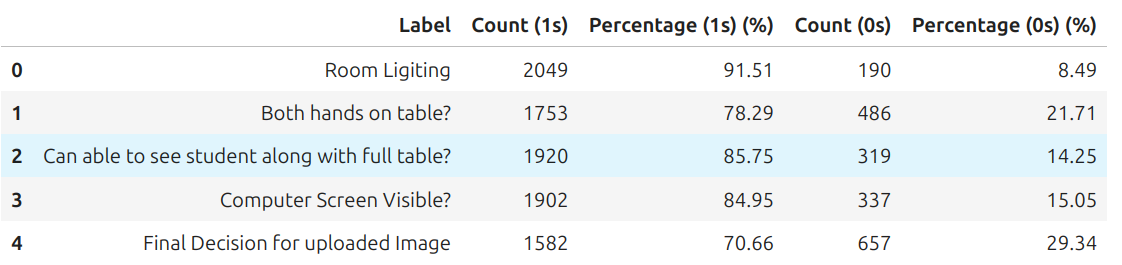 Label Count (1s) Percentage (1s) (%) Count (0s) Percentage (0s) (%)
0 Room Ligiting 2049 91.51 190 8.49
1 Both hands on table? 1753 78.29 486 21.71
2 Can able to see student along with full table? 1920 85.75 319 14.25
3 Computer Screen Visible? 1902 84.95 337 15.05
4 Final Decision for uploaded Image 1582 70.66 657 29.34